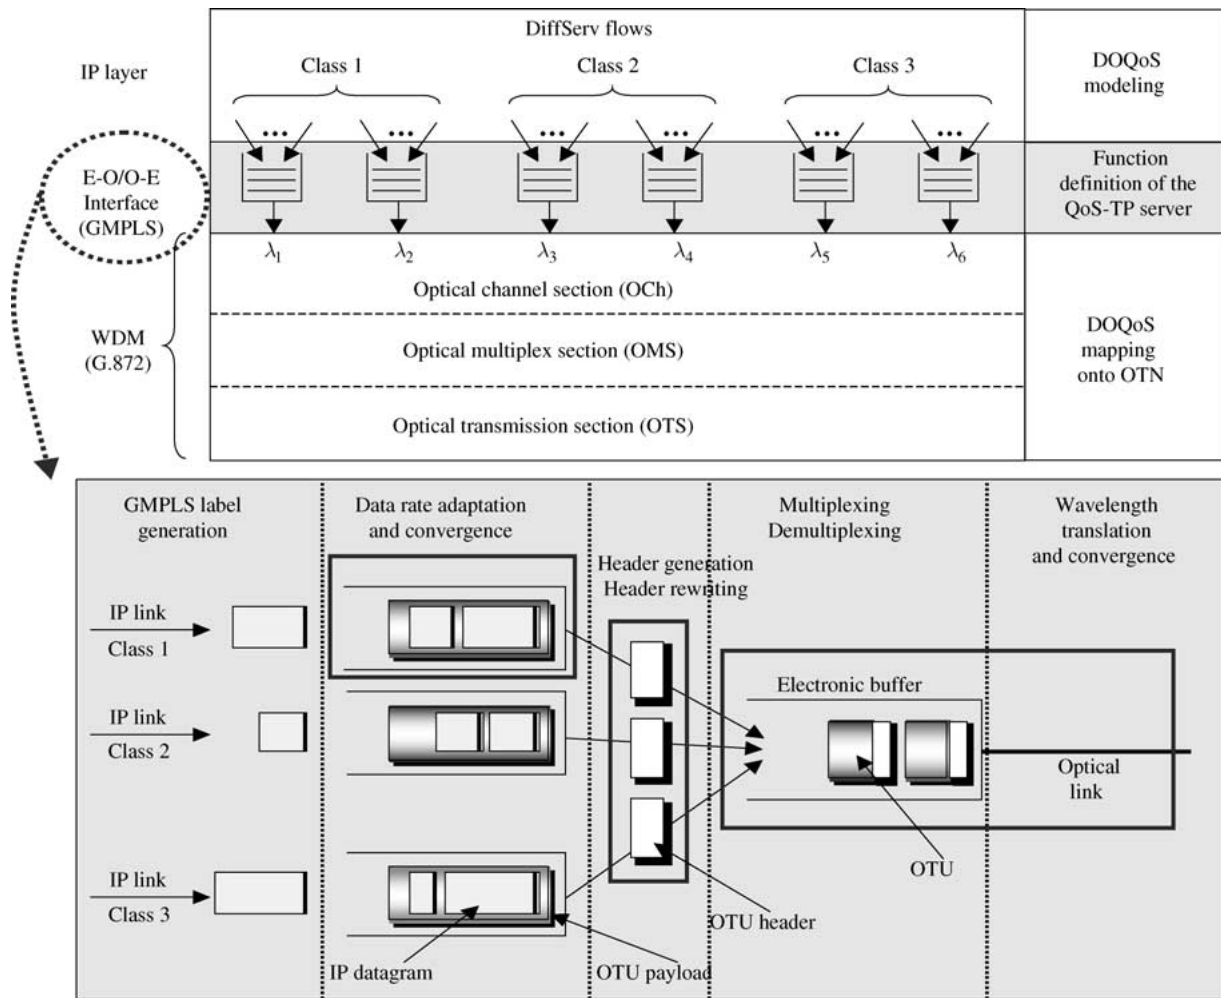 DiffServ flows
IP layer
Class 1
Class 2
Class 3
DOQoS
modeling
••• ••• ••• ••• ••• •••
E-O/O-E
Interface
(GMPLS)
Function
definition of the
QoS-TP server
λ1 λ2 λ3 λ4 λ5 λ6
Optical channel section (OCh)
WDM
(G.872)
Optical multiplex section (OMS)
Optical transmission section (OTS)
DOQoS
mapping
onto OTN
GMPLS label
generation
Data rate adaptation
and convergence
Header generation
Header rewriting
Multiplexing
Demultiplexing
Wavelength
translation
and convergence
IP link
Class 1
IP link
Class 2
IP link
Class 3
Electronic buffer
Optical
link
OTU
OTU header
IP datagram
OTU payload